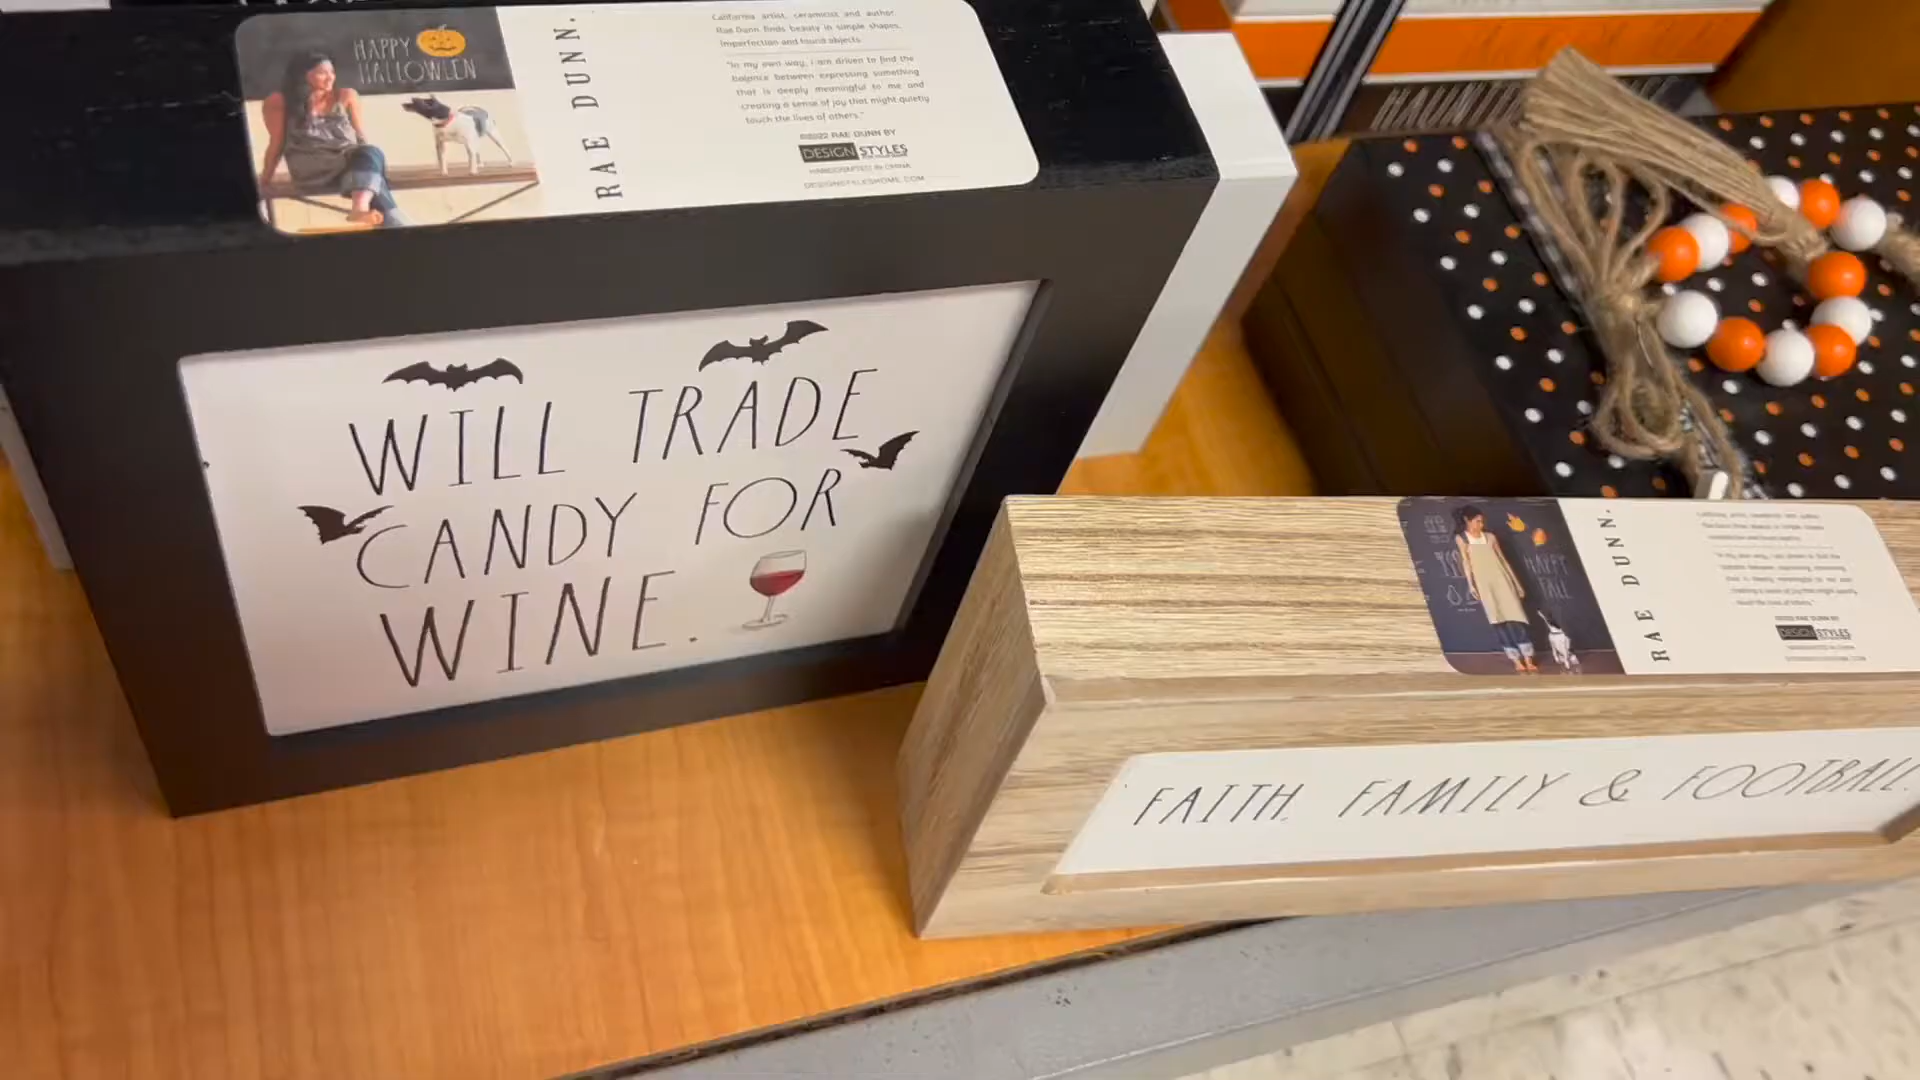 HAPPY
HALLOWEEN
RAE DUNN.
California artist, ceramicist and author.
Rae Dunn finds beauty in simple shapes,
imperfection and found objects.
"In my own way, i am driven to find the
balance between expressing something
that is deeply meaningful to me and
creating a sense of joy that might quietly
touch the lives of others."
©2022 RAE DUNN BY
DESIGN STYLES
HANDCRAFTED IN CHINA
DESIGNSTYLESHOME.COM
WILL TRADE
CANDY FOR
WINE.
HAUNTED
HAPPY
FALL
RAE DUNN.
RAE DUNN BY
DESIGN STYLES
FAITH. FAMILY & FOOTBALL.